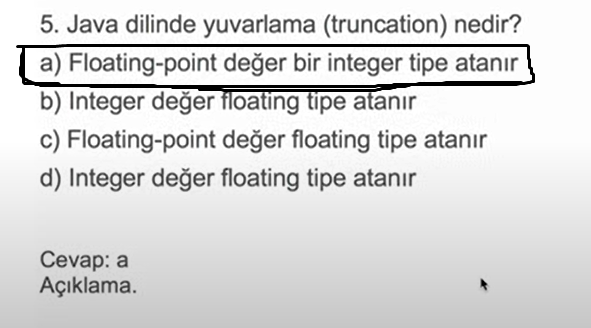 5. Java dilinde yuvarlama (truncation) nedir?
a) Floating-point değer bir integer tipe atanır
b) Integer değer floating tipe atanır
c) Floating-point değer floating tipe atanır
d) Integer değer floating tipe atanır
Cevap: a
Açıklama.